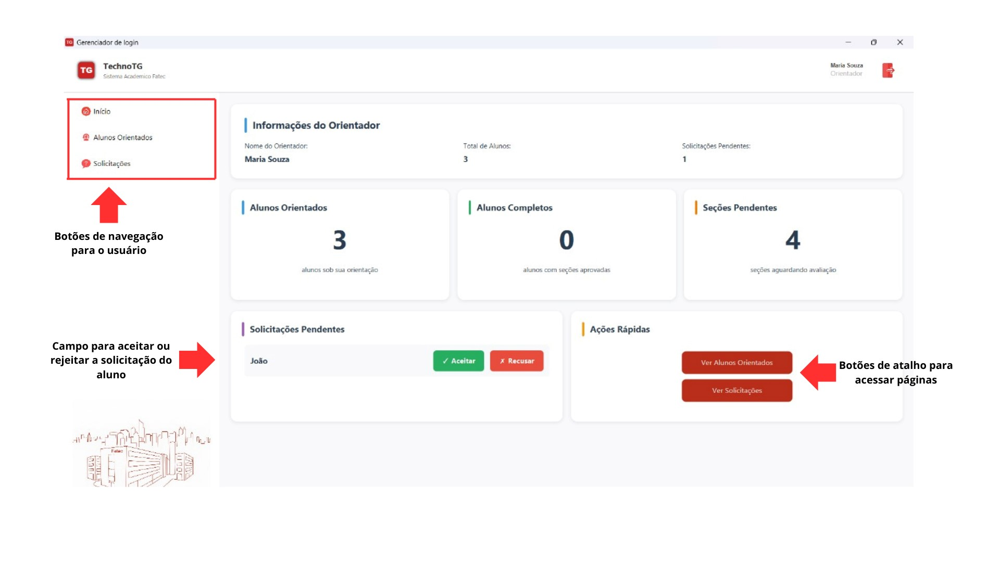 TG Gerenciador de login
TG
TechnoTG
Sistema Academico Fatec
Maria Souza
Orientador
Início
Alunos Orientados
Solicitações
Botões de navegação
para o usuário
Informações do Orientador
Nome do Orientador:
Maria Souza
Total de Alunos:
3
Solicitações Pendentes:
1
Alunos Orientados
3
alunos sob sua orientação
Alunos Completos
0
alunos com seções aprovadas
Seções Pendentes
4
seções aguardando avaliação
Campo para aceitar ou
rejeitar a solicitação do
aluno
Solicitações Pendentes
João
✓ Aceitar
✗ Recusar
Ações Rápidas
Ver Alunos Orientados
Ver Solicitações
Botões de atalho para
acessar páginas
Fatec